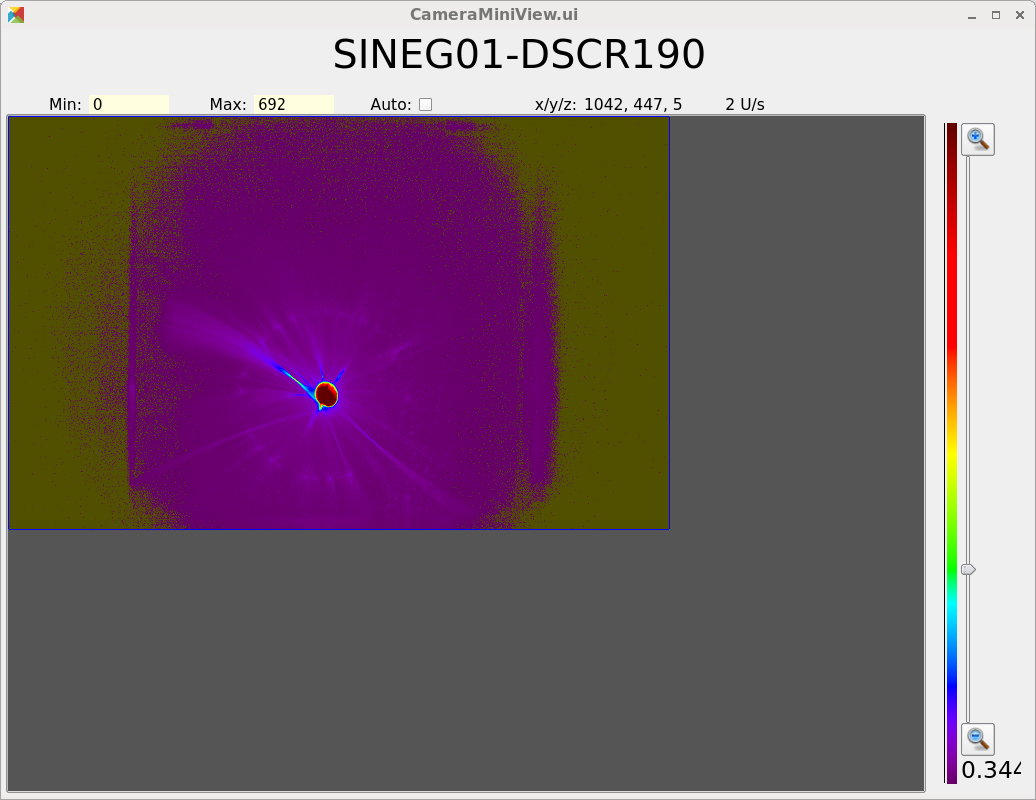 CameraMiniView.ui
SINEG01-DSCR190
Min: 0 Max: 692 Auto: x/y/z: 1042, 447, 5 2 U/s
0.344